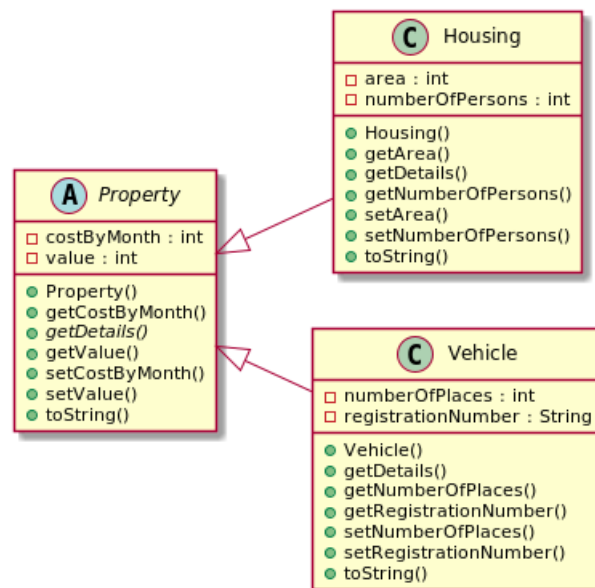 C Housing
area : int
numberOfPersons : int
Housing()
getArea()
getDetails()
getNumberOfPersons()
setArea()
setNumberOfPersons()
toString()
A Property
costByMonth : int
value : int
Property()
getCostByMonth()
getDetails()
getValue()
setCostByMonth()
setValue()
toString()
C Vehicle
numberOfPlaces : int
registrationNumber : String
Vehicle()
getDetails()
getNumberOfPlaces()
getRegistrationNumber()
setNumberOfPlaces()
setRegistrationNumber()
toString()